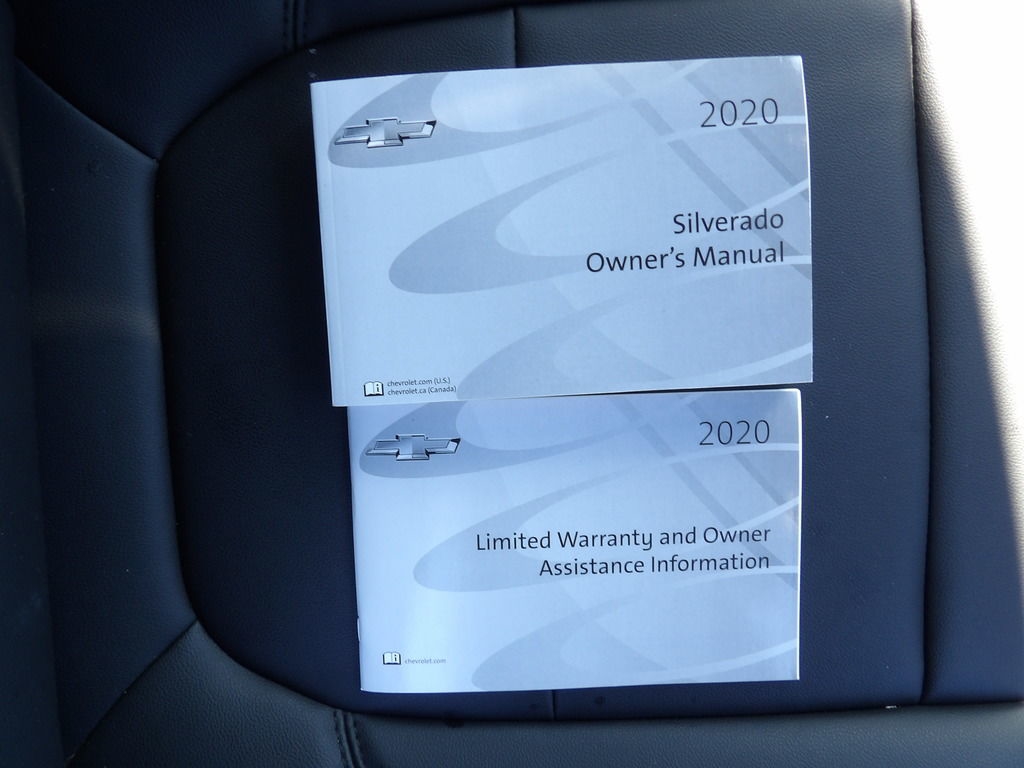 2020
Silverado
Owner's Manual
chevrolet.com (U.S.)
chevrolet.ca (Canada)
2020
Limited Warranty and Owner
Assistance Information
chevrolet.com